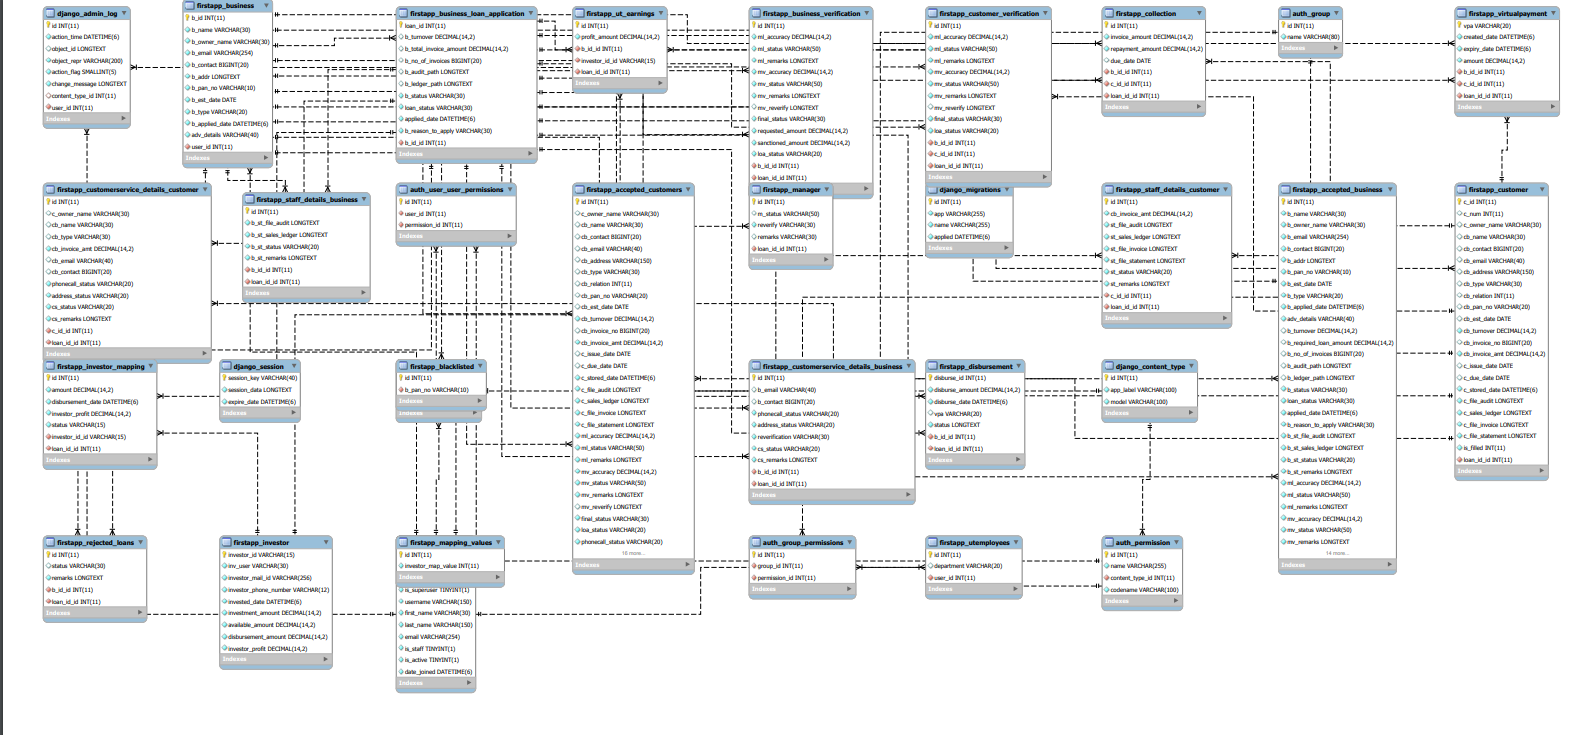 django_admin_log
id INT(11)
action_time DATETIME(6)
object_id LONGTEXT
object_repr VARCHAR(200)
action_flag SMALLINT(5)
change_message LONGTEXT
content_type_id INT(11)
user_id INT(11)
Indexes
firstapp_business
b_id INT(11)
b_name VARCHAR(30)
b_owner_name VARCHAR(30)
b_email VARCHAR(254)
b_contact BIGINT(20)
b_addr LONGTEXT
b_pan_no VARCHAR(10)
b_est_date DATE
b_type VARCHAR(20)
b_applied_date DATETIME(6)
adv_details VARCHAR(40)
user_id INT(11)
Indexes
firstapp_business_loan_application
loan_id INT(11)
b_turnover DECIMAL(14,2)
b_total_invoice_amount DECIMAL(14,2)
b_no_of_invoices BIGINT(20)
b_audit_path LONGTEXT
b_ledger_path LONGTEXT
b_status VARCHAR(30)
loan_status VARCHAR(30)
applied_date DATETIME(6)
b_reason_to_apply VARCHAR(30)
b_id_id INT(11)
Indexes
firstapp_ut_earnings
id INT(11)
profit_amount DECIMAL(14,2)
b_id_id INT(11)
investor_id_id VARCHAR(15)
loan_id_id INT(11)
Indexes
firstapp_business_verification
id INT(11)
ml_accuracy DECIMAL(14,2)
ml_status VARCHAR(50)
ml_remarks LONGTEXT
mv_accuracy DECIMAL(14,2)
mv_status VARCHAR(50)
mv_remarks LONGTEXT
mv_reverify LONGTEXT
final_status VARCHAR(30)
requested_amount DECIMAL(14,2)
sanctioned_amount DECIMAL(14,2)
loa_status VARCHAR(20)
b_id_id INT(11)
loan_id_id INT(11)
firstapp_customer_verification
id INT(11)
ml_accuracy DECIMAL(14,2)
ml_status VARCHAR(50)
ml_remarks LONGTEXT
mv_accuracy DECIMAL(14,2)
mv_status VARCHAR(50)
mv_remarks LONGTEXT
mv_reverify LONGTEXT
final_status VARCHAR(30)
loa_status VARCHAR(20)
b_id_id INT(11)
c_id_id INT(11)
loan_id_id INT(11)
Indexes
firstapp_collection
id INT(11)
invoice_amount DECIMAL(14,2)
repayment_amount DECIMAL(14,2)
due_date DATE
b_id_id INT(11)
c_id_id INT(11)
loan_id_id INT(11)
Indexes
auth_group
id INT(11)
name VARCHAR(80)
Indexes
firstapp_virtualpayment
vpa VARCHAR(20)
created_date DATETIME(6)
expiry_date DATETIME(6)
amount DECIMAL(14,2)
b_id_id INT(11)
c_id_id INT(11)
loan_id_id INT(11)
Indexes
firstapp_customerservice_details_customer
id INT(11)
c_owner_name VARCHAR(30)
cb_name VARCHAR(30)
cb_type VARCHAR(30)
cb_invoice_amt DECIMAL(14,2)
cb_email VARCHAR(40)
cb_contact BIGINT(20)
phonecall_status VARCHAR(20)
address_status VARCHAR(20)
cs_status VARCHAR(20)
cs_remarks LONGTEXT
c_id_id INT(11)
loan_id_id INT(11)
Indexes
firstapp_staff_details_business
id INT(11)
b_st_file_audit LONGTEXT
b_st_sales_ledger LONGTEXT
b_st_status VARCHAR(20)
b_st_remarks LONGTEXT
b_id_id INT(11)
loan_id_id INT(11)
Indexes
auth_user_user_permissions
id INT(11)
user_id INT(11)
permission_id INT(11)
Indexes
firstapp_accepted_customers
id INT(11)
c_owner_name VARCHAR(30)
cb_name VARCHAR(30)
cb_contact BIGINT(20)
cb_email VARCHAR(40)
cb_address VARCHAR(150)
cb_type VARCHAR(30)
cb_relation INT(11)
cb_pan_no VARCHAR(20)
cb_est_date DATE
cb_turnover DECIMAL(14,2)
cb_invoice_no BIGINT(20)
cb_invoice_amt DECIMAL(14,2)
c_issue_date DATE
c_due_date DATE
c_stored_date DATETIME(6)
c_file_audit LONGTEXT
c_sales_ledger LONGTEXT
c_file_invoice LONGTEXT
c_file_statement LONGTEXT
ml_accuracy DECIMAL(14,2)
ml_status VARCHAR(50)
ml_remarks LONGTEXT
mv_accuracy DECIMAL(14,2)
mv_status VARCHAR(50)
mv_remarks LONGTEXT
mv_reverify LONGTEXT
final_status VARCHAR(30)
loa_status VARCHAR(20)
phonecall_status VARCHAR(20)
16 more...
Indexes
firstapp_manager
id INT(11)
m_status VARCHAR(50)
reverify VARCHAR(30)
remarks VARCHAR(30)
loan_id_id INT(11)
Indexes
django_migrations
id INT(11)
app VARCHAR(255)
name VARCHAR(255)
applied DATETIME(6)
Indexes
firstapp_staff_details_customer
id INT(11)
cb_invoice_amt DECIMAL(14,2)
st_file_audit LONGTEXT
st_sales_ledger LONGTEXT
st_file_invoice LONGTEXT
st_file_statement LONGTEXT
st_status VARCHAR(20)
st_remarks LONGTEXT
c_id_id INT(11)
loan_id_id INT(11)
Indexes
firstapp_accepted_business
id INT(11)
b_name VARCHAR(30)
b_owner_name VARCHAR(30)
b_email VARCHAR(254)
b_contact BIGINT(20)
b_addr LONGTEXT
b_pan_no VARCHAR(10)
b_est_date DATE
b_type VARCHAR(20)
b_applied_date DATETIME(6)
adv_details VARCHAR(40)
b_turnover DECIMAL(14,2)
b_required_loan_amount DECIMAL(14,2)
b_no_of_invoices BIGINT(20)
b_audit_path LONGTEXT
b_ledger_path LONGTEXT
b_status VARCHAR(30)
loan_status VARCHAR(30)
applied_date DATETIME(6)
b_reason_to_apply VARCHAR(30)
b_st_file_audit LONGTEXT
b_st_sales_ledger LONGTEXT
b_st_status VARCHAR(20)
b_st_remarks LONGTEXT
ml_accuracy DECIMAL(14,2)
ml_status VARCHAR(50)
ml_remarks LONGTEXT
mv_accuracy DECIMAL(14,2)
mv_status VARCHAR(50)
mv_remarks LONGTEXT
14 more...
Indexes
firstapp_customer
c_id INT(11)
c_num INT(11)
c_owner_name VARCHAR(30)
cb_name VARCHAR(30)
cb_contact BIGINT(20)
cb_email VARCHAR(40)
cb_address VARCHAR(150)
cb_type VARCHAR(30)
cb_relation INT(11)
cb_pan_no VARCHAR(20)
cb_est_date DATE
cb_turnover DECIMAL(14,2)
cb_invoice_no BIGINT(20)
cb_invoice_amt DECIMAL(14,2)
c_issue_date DATE
c_due_date DATE
c_stored_date DATETIME(6)
c_file_audit LONGTEXT
c_sales_ledger LONGTEXT
c_file_invoice LONGTEXT
c_file_statement LONGTEXT
is_filled INT(11)
loan_id_id INT(11)
Indexes
firstapp_investor_mapping
id INT(11)
amount DECIMAL(14,2)
disbursement_date DATETIME(6)
investor_profit DECIMAL(14,2)
status VARCHAR(15)
investor_id_id VARCHAR(15)
loan_id_id INT(11)
Indexes
django_session
session_key VARCHAR(40)
session_data LONGTEXT
expire_date DATETIME(6)
Indexes
firstapp_blacklisted
id INT(11)
b_pan_no VARCHAR(10)
Indexes
Indexes
firstapp_customerservice_details_business
id INT(11)
b_email VARCHAR(40)
b_contact BIGINT(20)
phonecall_status VARCHAR(20)
address_status VARCHAR(20)
reverification VARCHAR(30)
cs_status VARCHAR(20)
cs_remarks LONGTEXT
b_id_id INT(11)
loan_id_id INT(11)
Indexes
firstapp_disbursement
disburse_id INT(11)
disburse_amount DECIMAL(14,2)
disburse_date DATETIME(6)
vpa VARCHAR(20)
status LONGTEXT
b_id_id INT(11)
loan_id_id INT(11)
Indexes
django_content_type
id INT(11)
app_label VARCHAR(100)
model VARCHAR(100)
Indexes
firstapp_rejected_loans
id INT(11)
status VARCHAR(30)
remarks LONGTEXT
b_id_id INT(11)
loan_id_id INT(11)
Indexes
firstapp_investor
investor_id VARCHAR(15)
inv_user VARCHAR(30)
investor_mail_id VARCHAR(256)
investor_phone_number VARCHAR(12)
invested_date DATETIME(6)
investment_amount DECIMAL(14,2)
available_amount DECIMAL(14,2)
disbursement_amount DECIMAL(14,2)
investor_profit DECIMAL(14,2)
Indexes
firstapp_mapping_values
id INT(11)
investor_map_value INT(11)
Indexes
is_superuser TINYINT(1)
username VARCHAR(150)
first_name VARCHAR(30)
last_name VARCHAR(150)
email VARCHAR(254)
is_staff TINYINT(1)
is_active TINYINT(1)
date_joined DATETIME(6)
Indexes
auth_group_permissions
id INT(11)
group_id INT(11)
permission_id INT(11)
Indexes
firstapp_utemployees
id INT(11)
department VARCHAR(20)
user_id INT(11)
Indexes
auth_permission
id INT(11)
name VARCHAR(255)
content_type_id INT(11)
codename VARCHAR(100)
Indexes